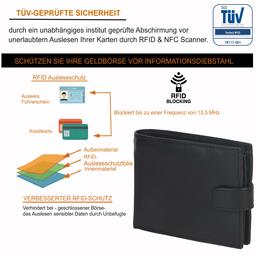 TÜV-GEPRÜFTE SICHERHEIT
durch ein unabhängiges institut geprüfte Abschirmung vor
unerlaubtem Auslesen Ihrer Karten durch RFID & NFC Scanner.
TÜV
SCHÜTZEN SIE IHRE GELDBÖRSE VOR INFORMATIONSDIEBSTAHL
RFID Ausleseschutz
Ausweis
Führerschein
Kreditkarte
RFID
BLOCKING
Blockiert bis zu einer Frequenz von 13,5 MHz
Außenmaterial
RFID-
Ausleseschutzfolie
Innenmaterial
VERBESSERTER RFID-SCHUTZ
Verhindert bei - geschlossener Börse-
das Auslesen sensibler Daten durch Unbefugte